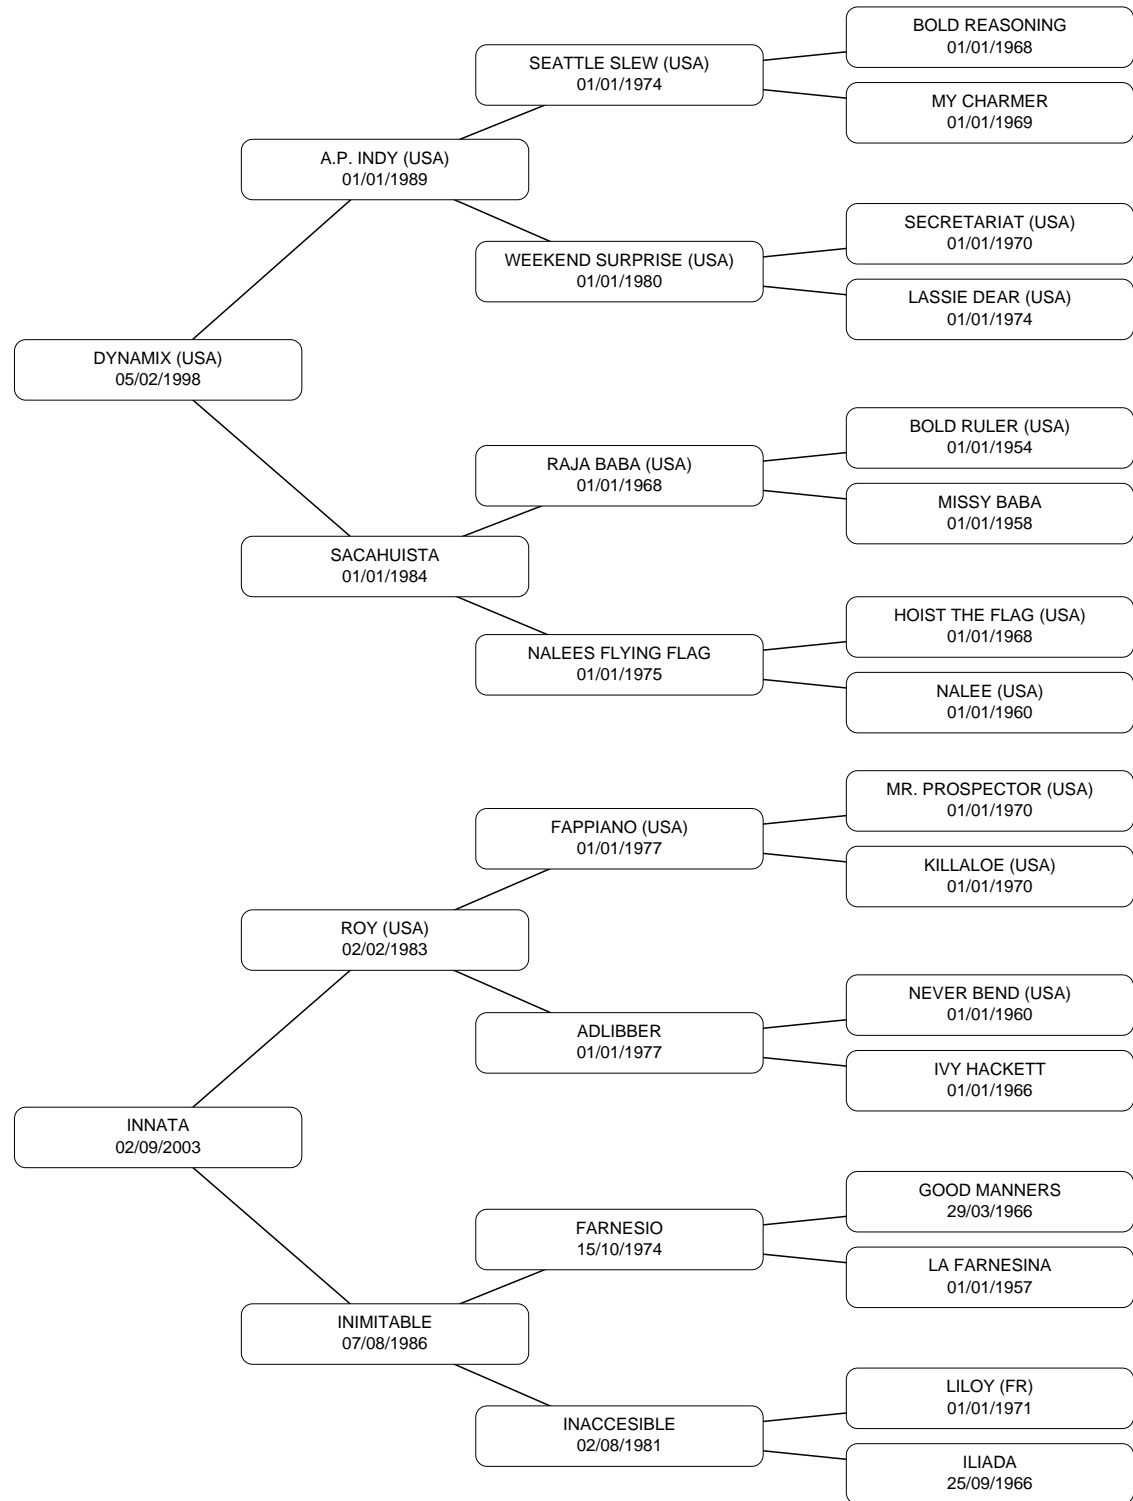 BOLD REASONING
01/01/1968
SEATTLE SLEW (USA)
01/01/1974
MY CHARMER
01/01/1969
A.P. INDY (USA)
01/01/1989
SECRETARIAT (USA)
01/01/1970
WEEKEND SURPRISE (USA)
01/01/1980
LASSIE DEAR (USA)
01/01/1974
DYNAMIX (USA)
05/02/1998
BOLD RULER (USA)
01/01/1954
RAJA BABA (USA)
01/01/1968
MISSY BABA
01/01/1958
SACAHUISTA
01/01/1984
HOIST THE FLAG (USA)
01/01/1968
NALEES FLYING FLAG
01/01/1975
NALEE (USA)
01/01/1960
MR. PROSPECTOR (USA)
01/01/1970
FAPPIANO (USA)
01/01/1977
KILLALOE (USA)
01/01/1970
ROY (USA)
02/02/1983
NEVER BEND (USA)
01/01/1960
ADLIBBER
01/01/1977
IVY HACKETT
01/01/1966
INNATA
02/09/2003
GOOD MANNERS
29/03/1966
FARNESIO
15/10/1974
LA FARNESINA
01/01/1957
INIMITABLE
07/08/1986
LILOY (FR)
01/01/1971
INACCESIBLE
02/08/1981
ILIADA
25/09/1966